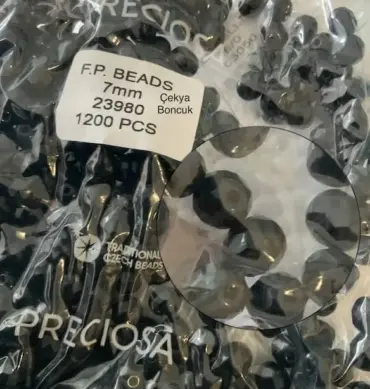 PRECIOSA
F.P. BEADS
7mm
23980
1200 PCS
Çekya
Boncuk
TRADITIONAL
CZECH BEADS
PRECIOSA